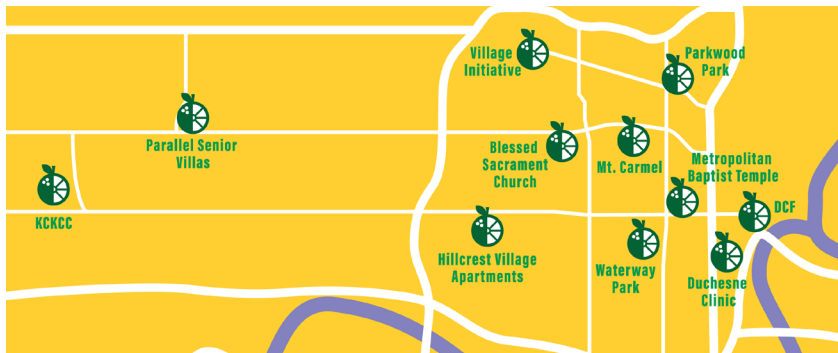 Village
Initiative
Parkwood
Park
Parallel Senior
Villas
Blessed
Sacrament
Church
Mt. Carmel
Metropolitan
Baptist Temple
KCKCC
DCF
Hillcrest Village
Apartments
Waterway
Park
Duchesne
Clinic